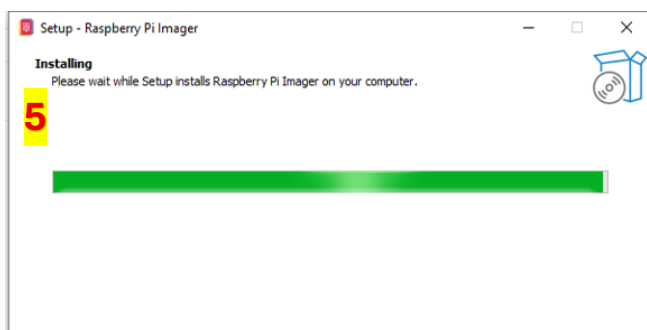 Setup - Raspberry Pi Imager
Installing
Please wait while Setup installs Raspberry Pi Imager on your computer.
5